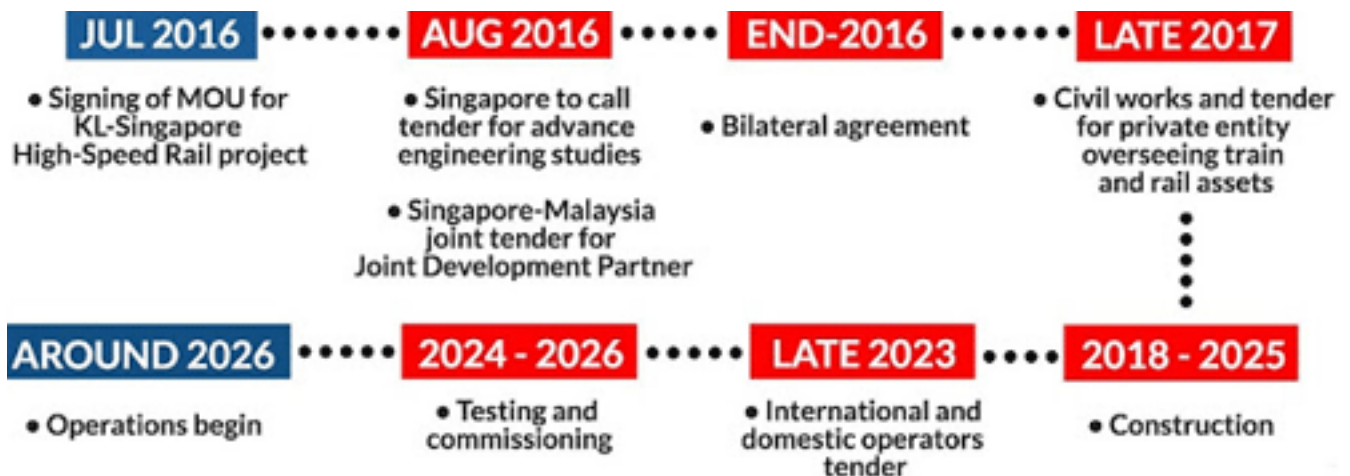 JUL 2016
• Signing of MOU for
KL-Singapore
High-Speed Rail project
AUG 2016
• Singapore to call
tender for advance
engineering studies
• Singapore-Malaysia
joint tender for
Joint Development Partner
END-2016
• Bilateral agreement
LATE 2017
• Civil works and tender
for private entity
overseeing train
and rail assets
2018 - 2025
• Construction
LATE 2023
• International and
domestic operators
tender
2024 - 2026
• Testing and
commissioning
AROUND 2026
• Operations begin